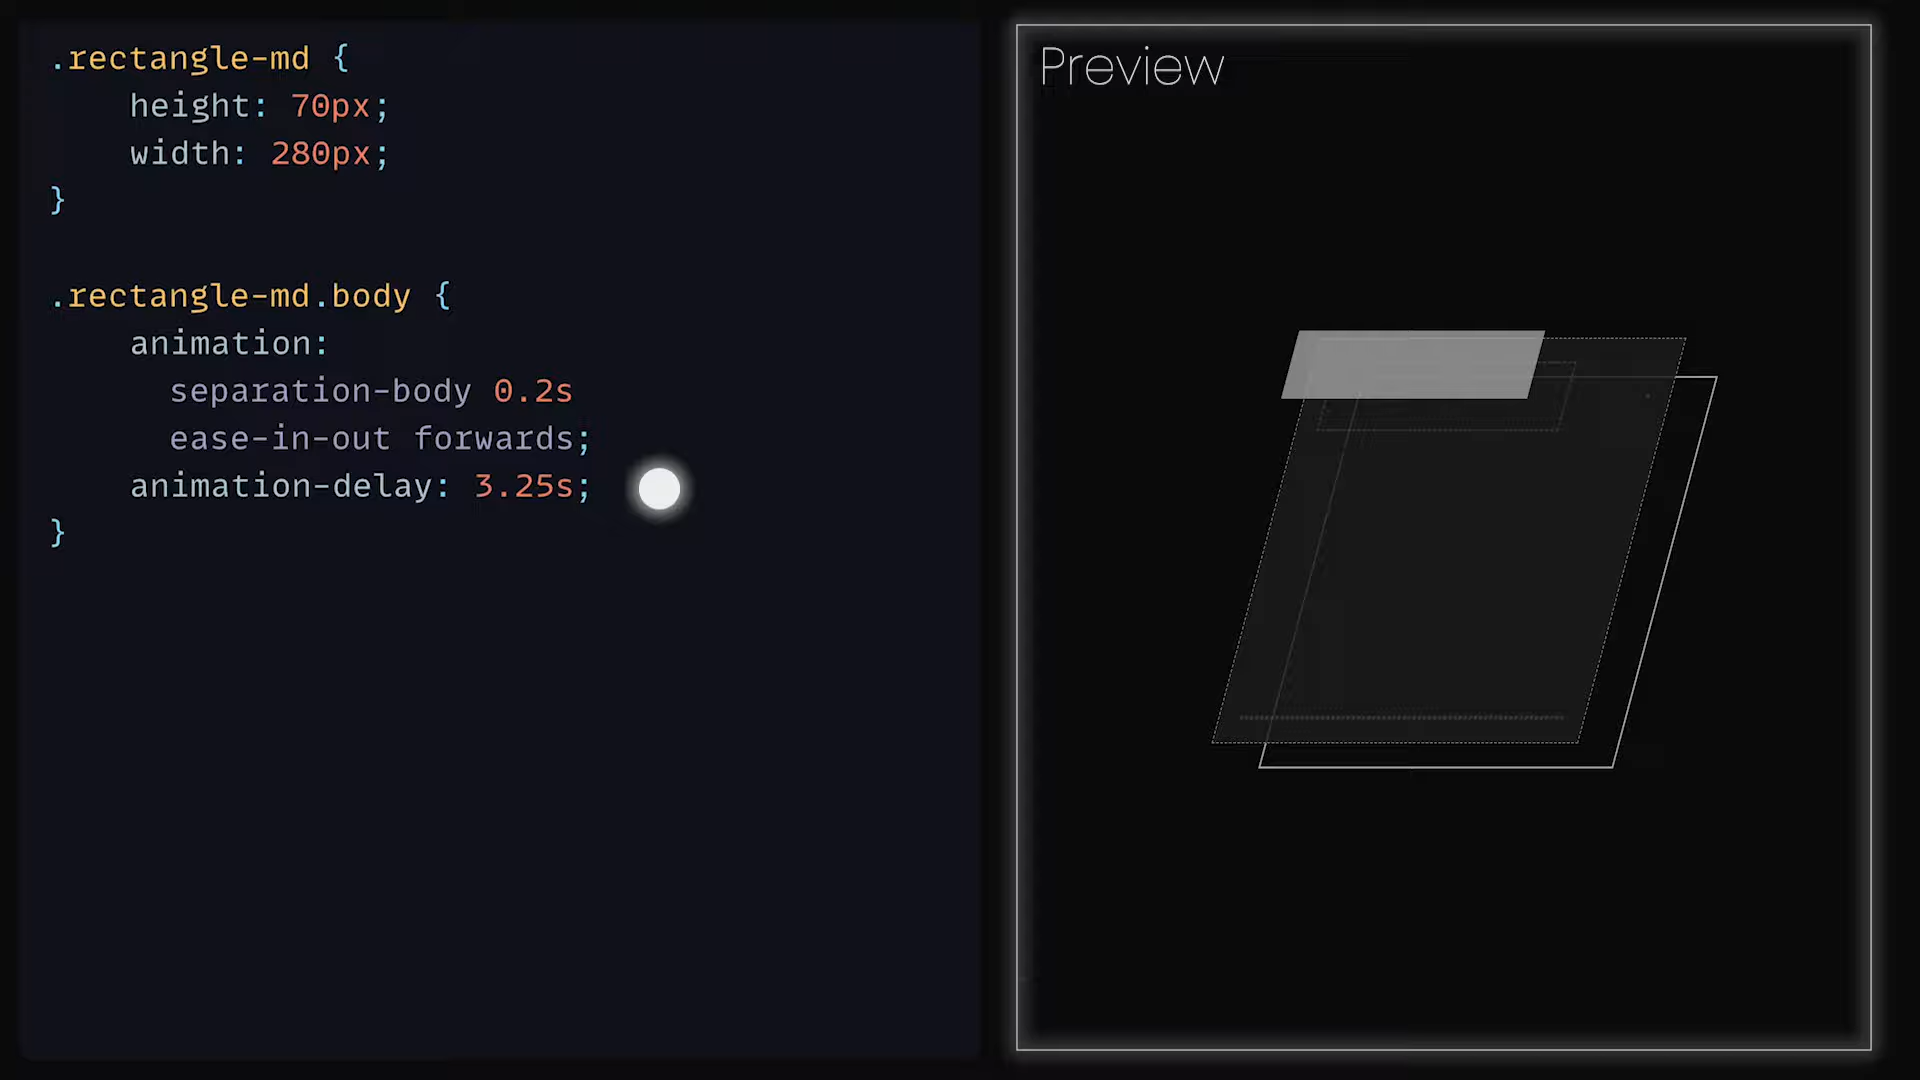 .rectangle-md {
height: 70px;
width: 280px;
}
.rectangle-md.body {
animation:
separation-body 0.2s
ease-in-out forwards;
animation-delay: 3.25s;
}
Preview